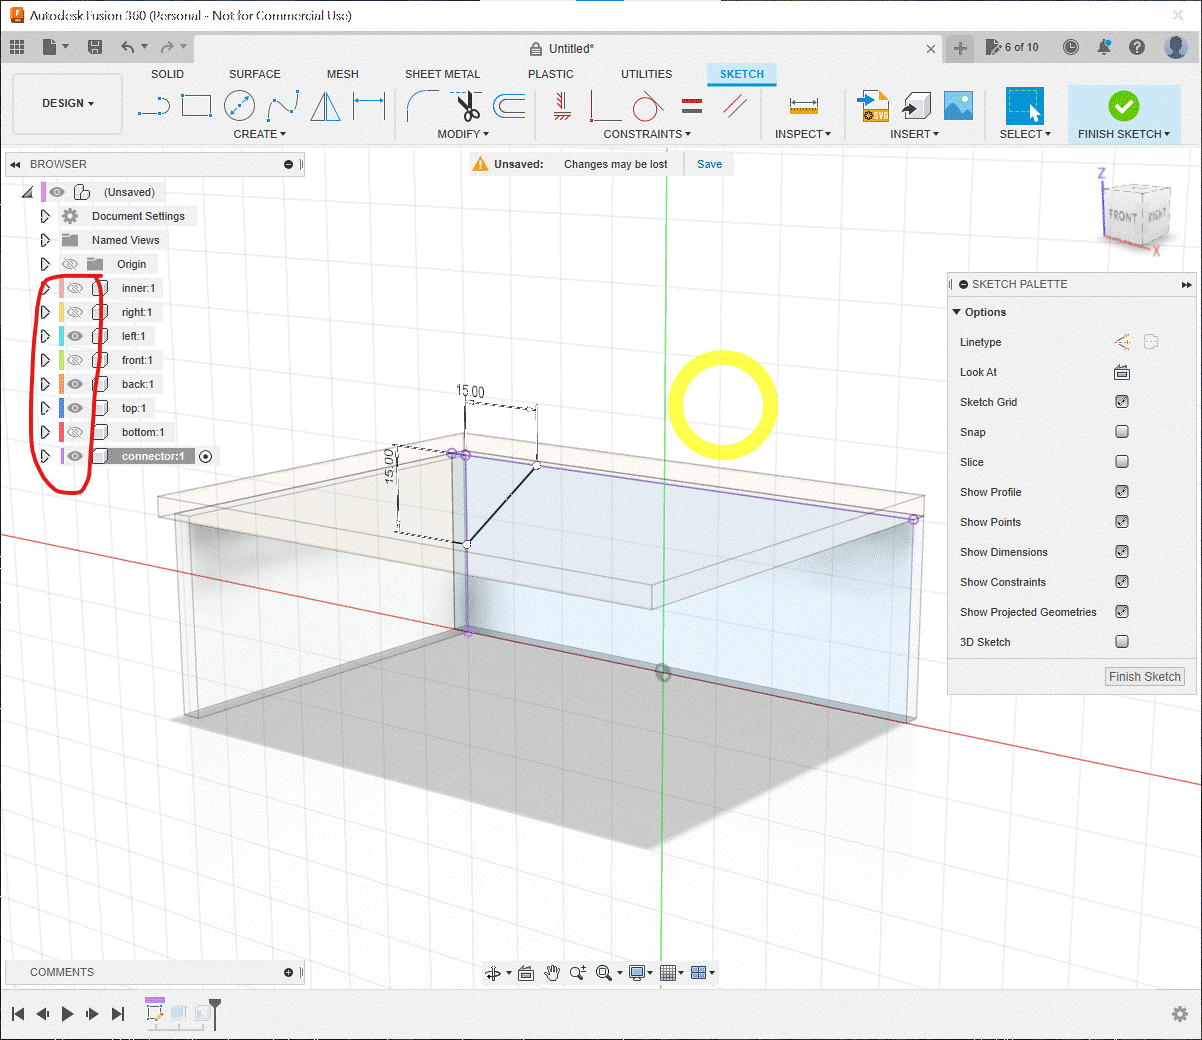 Autodesk Fusion 360 (Personal - Not for Commercial Use)
Untitled*
6 of 10
DESIGN
SOLID
SURFACE
MESH
SHEET METAL
PLASTIC
UTILITIES
SKETCH
CREATE
MODIFY
CONSTRAINTS
INSPECT
SVG
INSERT
SELECT
FINISH SKETCH
BROWSER
Unsaved: Changes may be lost
Save
(Unsaved)
Document Settings
Named Views
Origin
inner:1
right:1
left:1
front:1
back:1
top:1
bottom:1
connector:1
Z
FRONT
RIGHT
X
SKETCH PALETTE
Options
Linetype
Look At
Sketch Grid
Snap
Slice
Show Profile
Show Points
Show Dimensions
Show Constraints
Show Projected Geometries
3D Sketch
Finish Sketch
15.00
15.00
COMMENTS